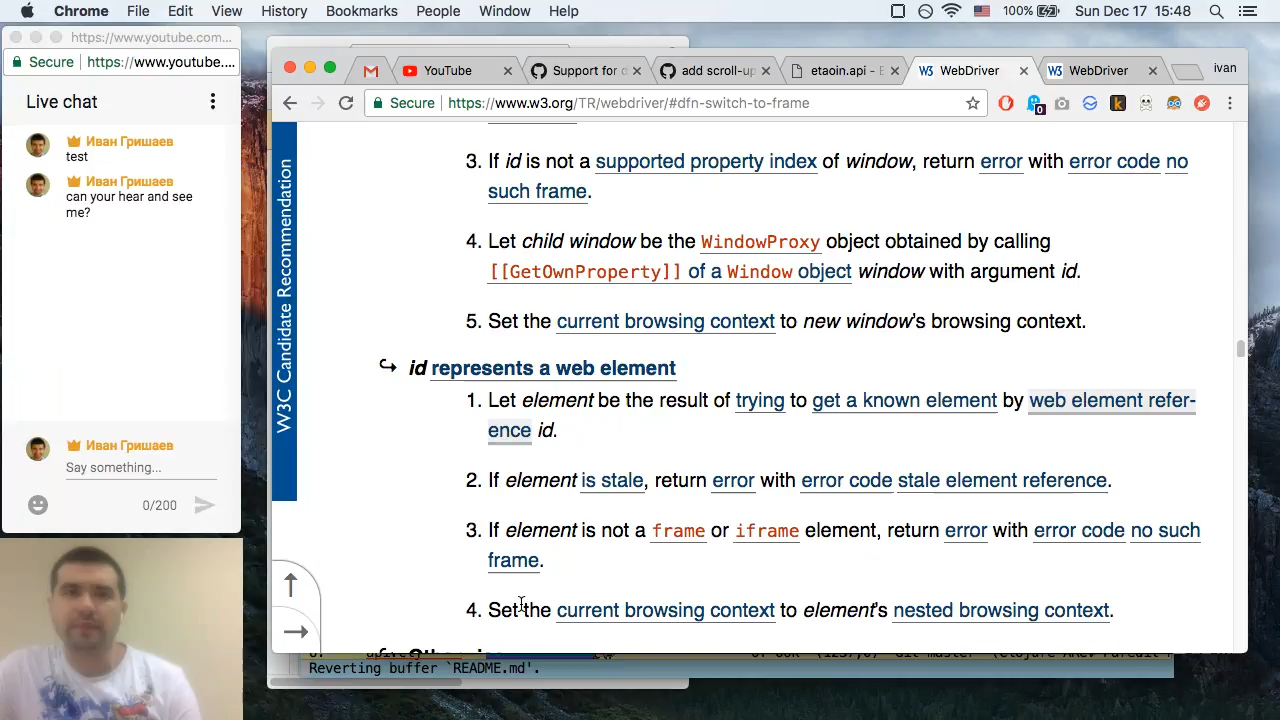 Chrome File Edit View History Bookmarks People Window Help 100% Sun Dec 17 15:48
https://www.youtube.com...
Secure https://www.youtube....
Live chat
Иван Гришаев
test
Иван Гришаев
can your hear and see
me?
Иван Гришаев
Say something...
0/200
YouTube Support for d add scroll-up etaoin.api - E WebDriver WebDriver ivan
Secure https://www.w3.org/TR/webdriver/#dfn-switch-to-frame
0
W3C Candidate Recommendation
3. If id is not a supported property index of window, return error with error code no
such frame.
4. Let child window be the WindowProxy object obtained by calling
[[GetOwnProperty]] of a Window object window with argument id.
5. Set the current browsing context to new window's browsing context.
↪ id represents a web element
1. Let element be the result of trying to get a known element by web element refer-
ence id.
2. If element is stale, return error with error code stale element reference.
3. If element is not a frame or iframe element, return error with error code no such
frame.
4. Set the current browsing context to element's nested browsing context.
Reverting buffer `README.md'.